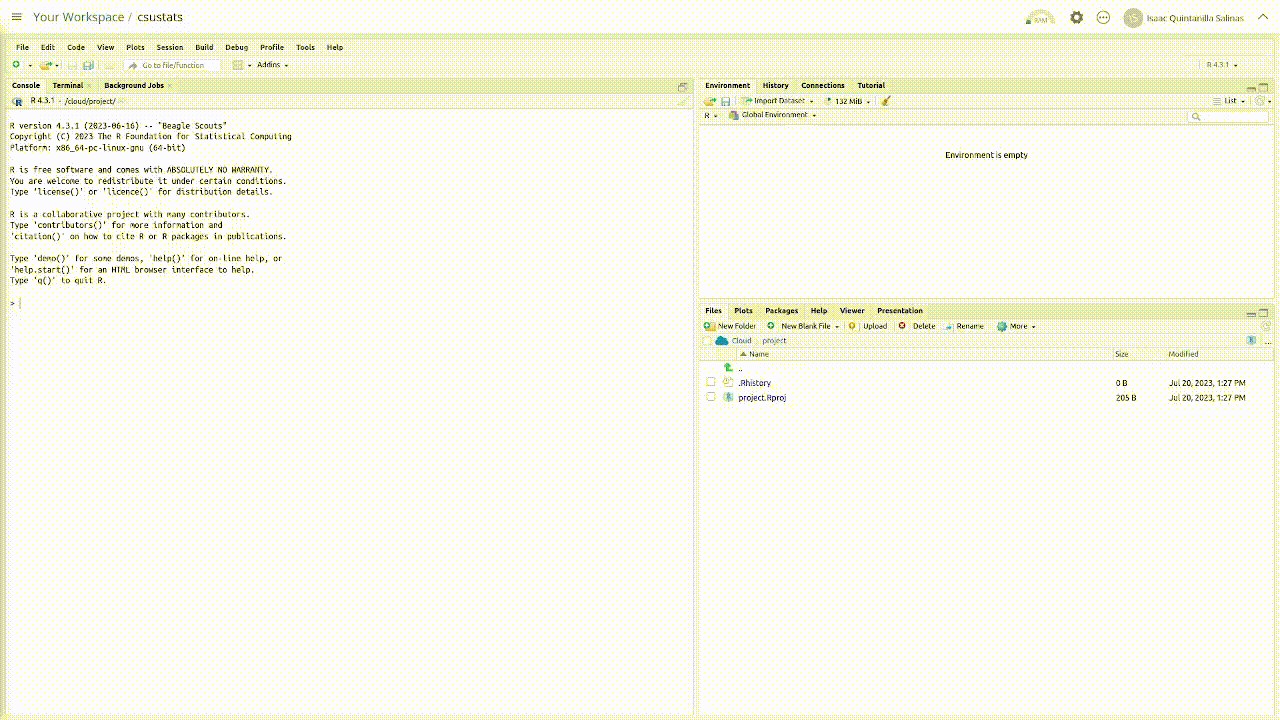 Your Workspace / csustats
RAM
Isaac Quintanilla Salinas
File Edit Code View Plots Session Build Debug Profile Tools Help
Go to file/function
Addins
R 4.3.1
Console Terminal Background Jobs
R 4.3.1 · /cloud/project/
R version 4.3.1 (2023-06-16) -- "Beagle Scouts"
Copyright (C) 2023 The R Foundation for Statistical Computing
Platform: x86_64-pc-linux-gnu (64-bit)
R is free software and comes with ABSOLUTELY NO WARRANTY.
You are welcome to redistribute it under certain conditions.
Type 'license()' or 'licence()' for distribution details.
R is a collaborative project with many contributors.
Type 'contributors()' for more information and
'citation()' on how to cite R or R packages in publications.
Type 'demo()' for some demos, 'help()' for on-line help, or
'help.start()' for an HTML browser interface to help.
Type 'q()' to quit R.
>
Environment History Connections Tutorial
Import Dataset 132 MiB List
R Global Environment
Environment is empty
Files Plots Packages Help Viewer Presentation
New Folder New Blank File Upload Delete Rename More
Cloud project ...
Name Size Modified
..
.Rhistory 0 B Jul 20, 2023, 1:27 PM
project.Rproj 205 B Jul 20, 2023, 1:27 PM